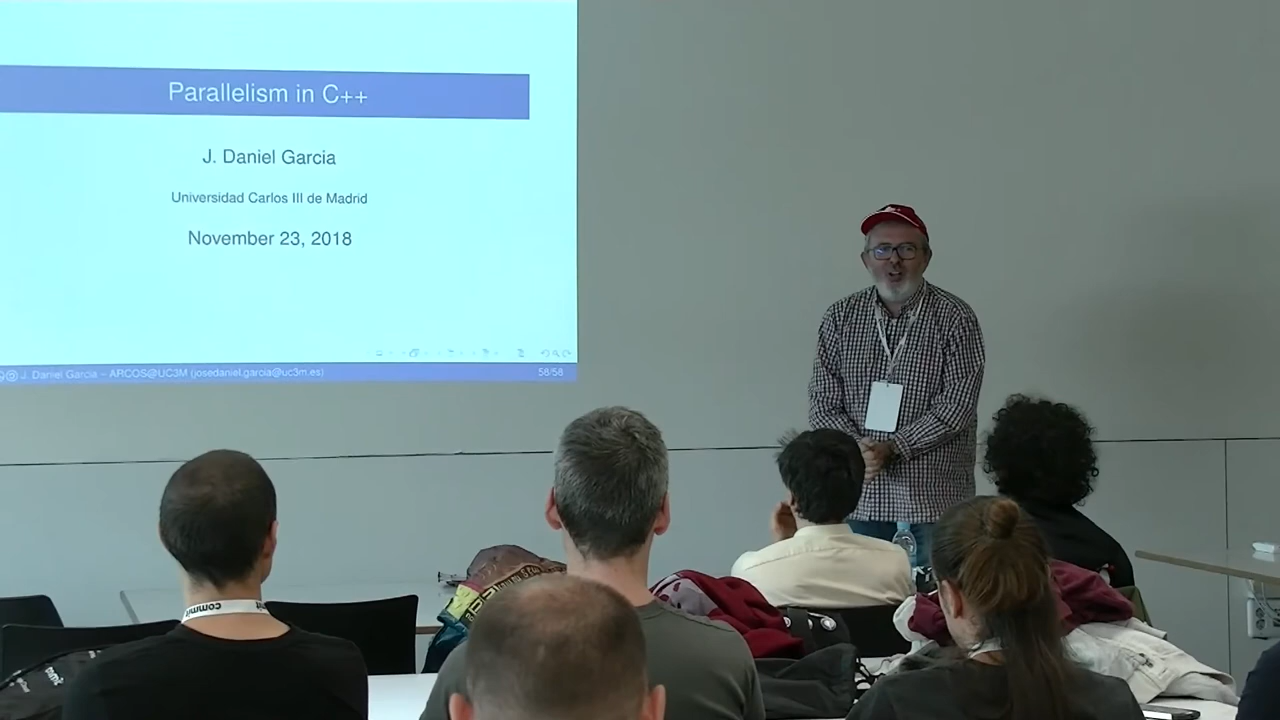 Parallelism in C++
J. Daniel Garcia
Universidad Carlos III de Madrid
November 23, 2018
J. Daniel Garcia – ARCOS@UC3M (josedaniel.garcia@uc3m.es)
58/58